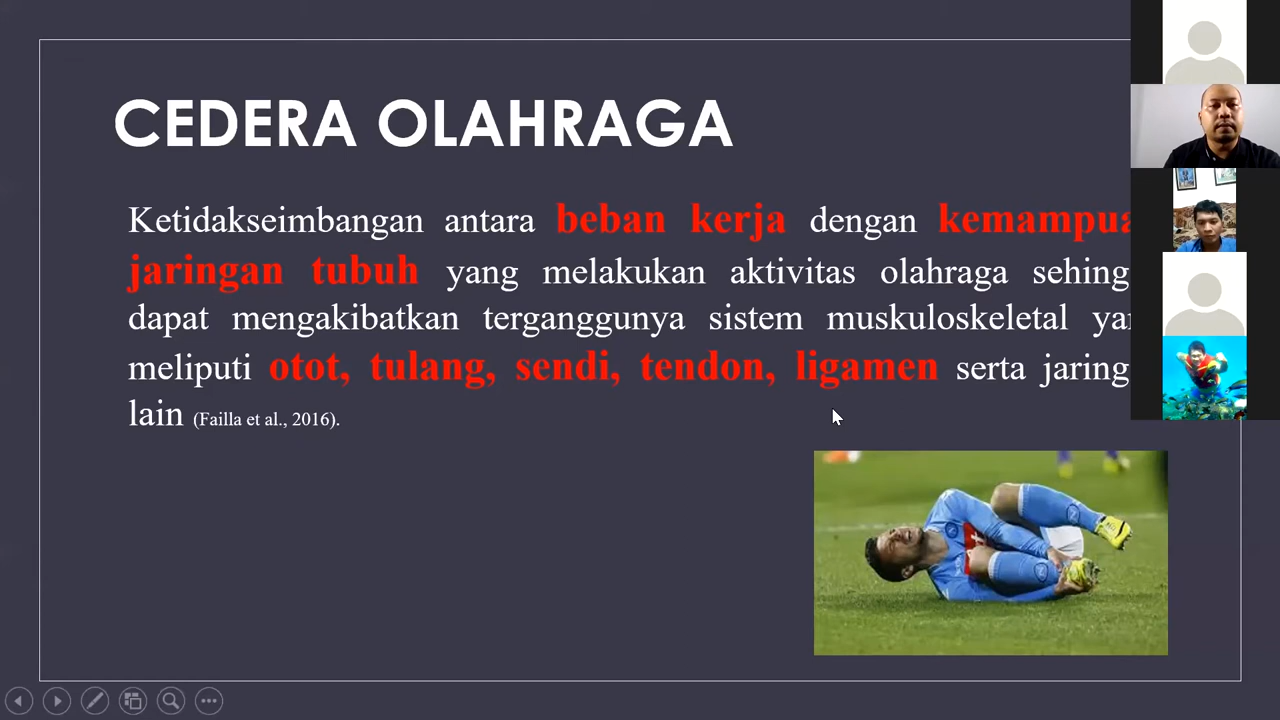 CEDERA OLAHRAGA
Ketidakseimbangan antara beban kerja dengan
jaringan tubuh yang melakukan aktivitas olahraga
dapat mengakibatkan terganggunya sistem muskuloskeletal
meliputi otot, tulang, sendi, tendon, ligamen serta
lain (Failla et al., 2016).